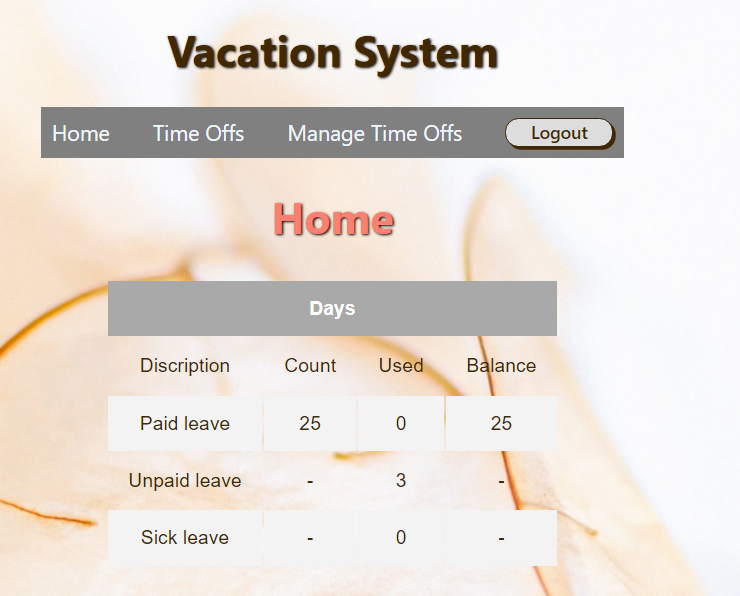 Vacation System
Home Time Offs Manage Time Offs Logout
Home
Days
Discription Count Used Balance
Paid leave 25 0 25
Unpaid leave - 3 -
Sick leave - 0 -